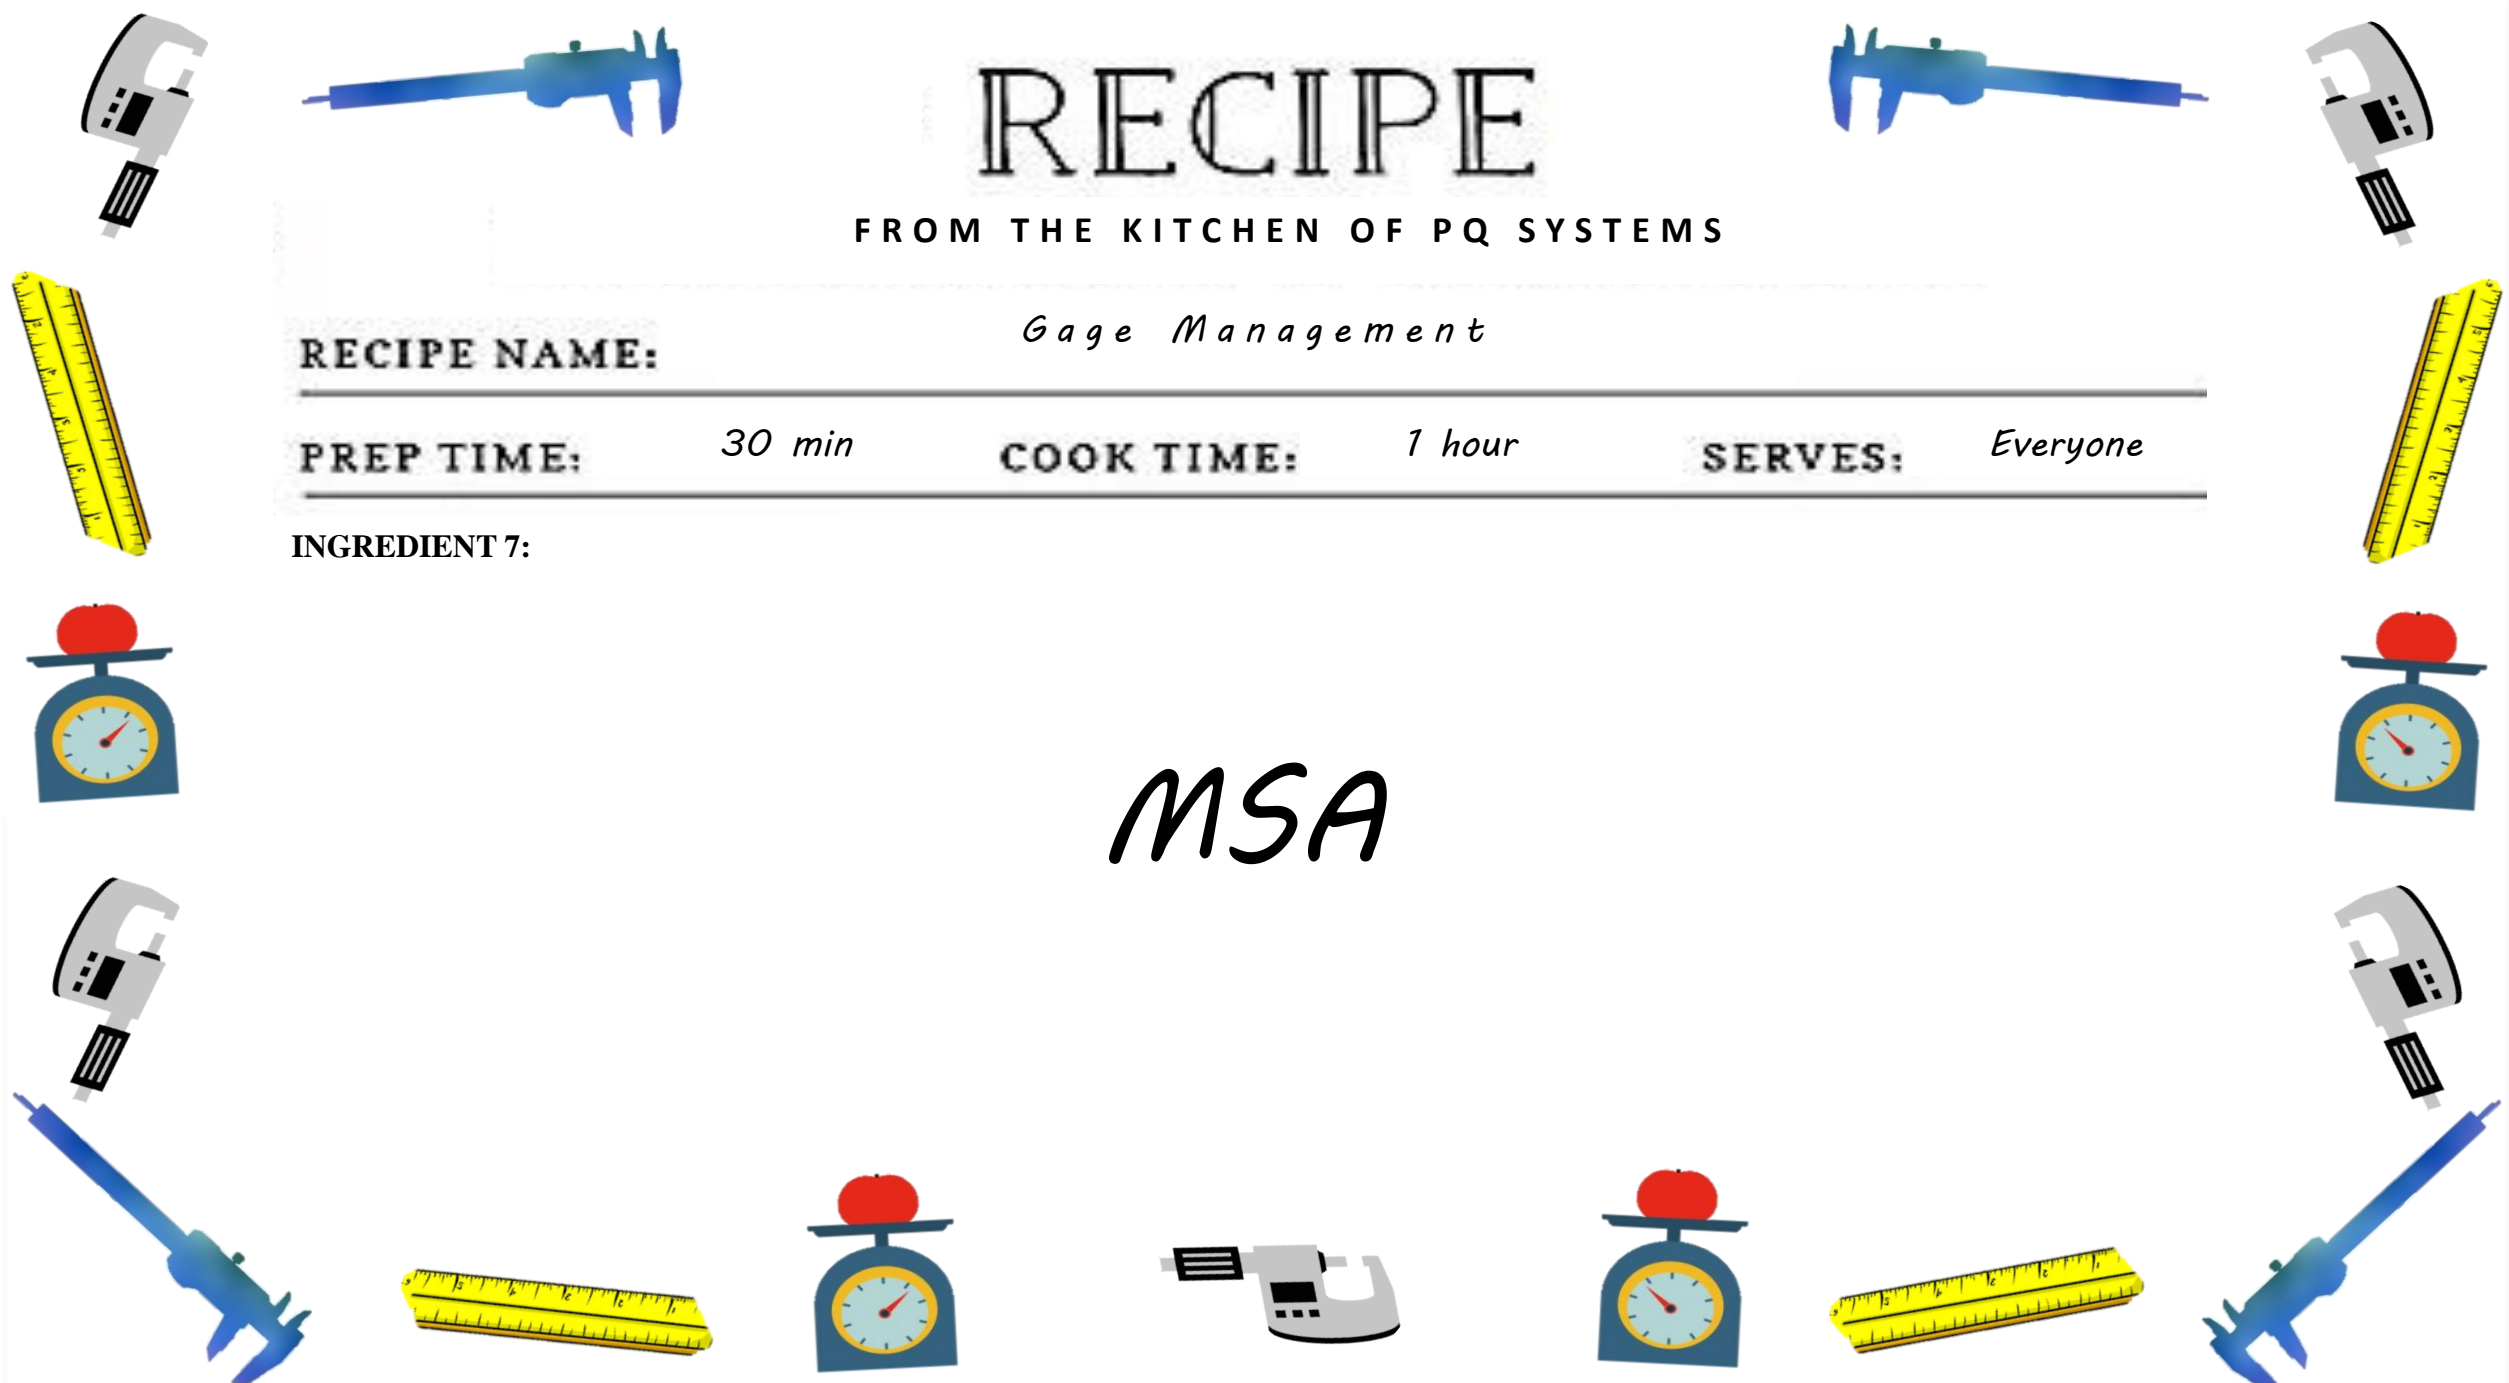 RECIPE
FROM THE KITCHEN OF PQ SYSTEMS
RECIPE NAME: Gage Management
PREP TIME: 30 min COOK TIME: 1 hour SERVES: Everyone
INGREDIENT 7:
MSA